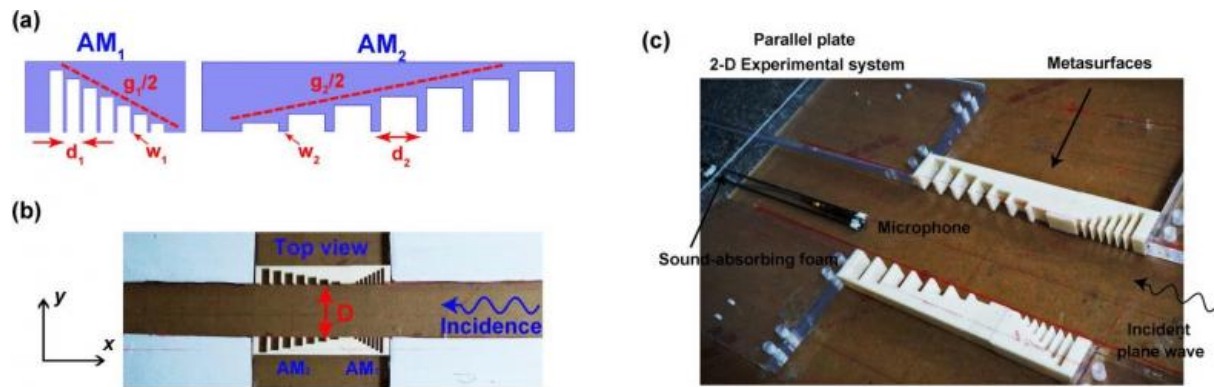 (a)
AM1
AM2
g1/2
g2/2
d1
w1
w2
d2
(b)
Top view
D
Incidence
AM2
AM
y
x
(c)
Parallel plate
2-D Experimental system
Metasurfaces
Microphone
Sound-absorbing foam
Incident
plane wave